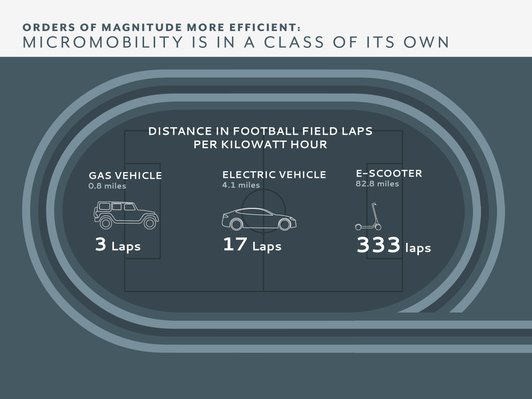 ORDERS OF MAGNITUDE MORE EFFICIENT:
MICROMOBILITY IS IN A CLASS OF ITS OWN
DISTANCE IN FOOTBALL FIELD LAPS
PER KILOWATT HOUR
GAS VEHICLE
0.8 miles
3 Laps
ELECTRIC VEHICLE
4.1 miles
17 Laps
E-SCOOTER
82.8 miles
333 laps